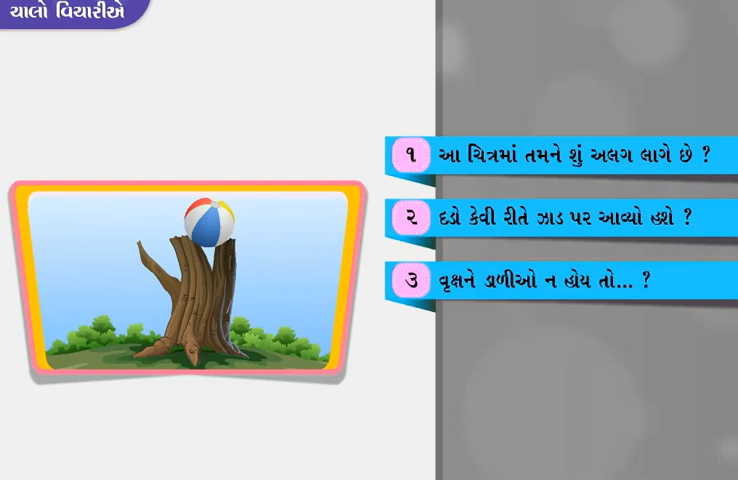 ચાલો વિચારીએ
૧ આ ચિત્રમાં તમને શું અલગ લાગે છે ?
૨ દડો કેવી રીતે ઝાડ પર આવ્યો હશે ?
૩ વૃક્ષને ડાળીઓ ન હોય તો... ?